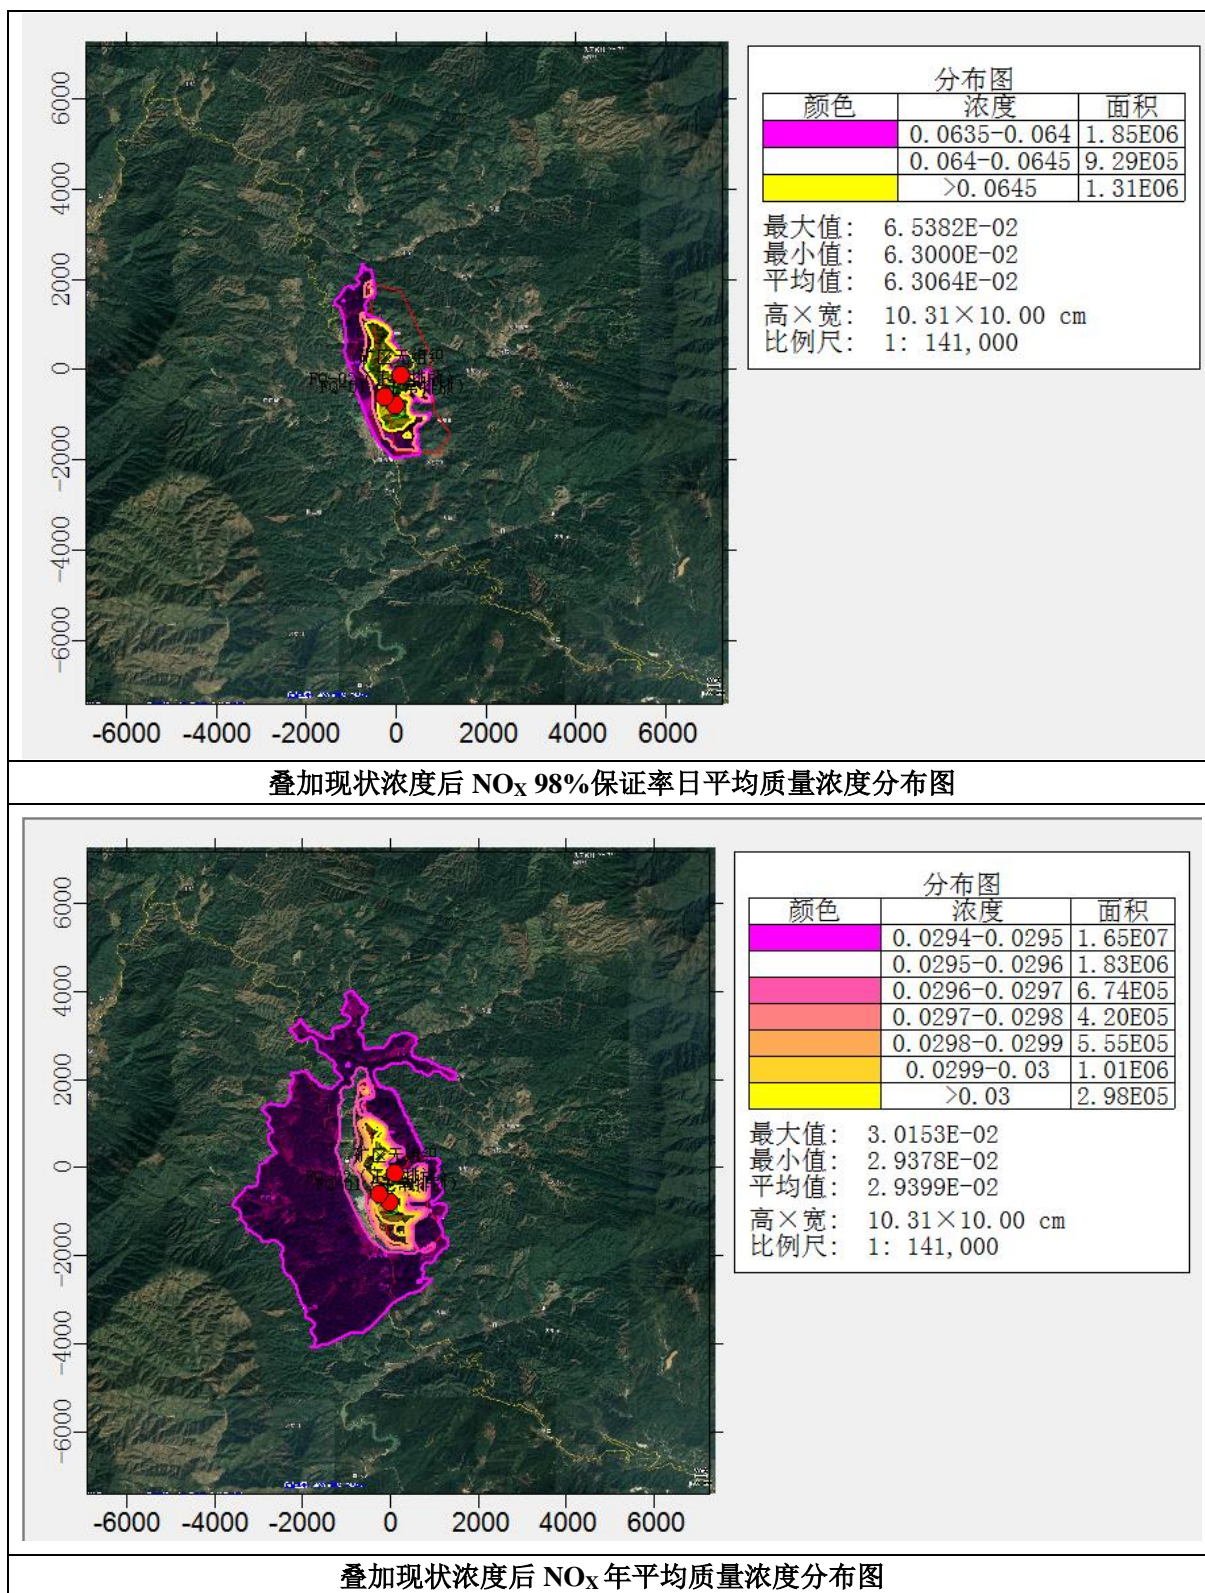 6000
4000
2000
0
-2000
-4000
-6000
-6000 -4000 -2000 0 2000 4000 6000
矿区无组织
分布图
颜色 浓度 面积
0.0635-0.064 1.85E06
0.064-0.0645 9.29E05
>0.0645 1.31E06
最大值: 6.5382E-02
最小值: 6.3000E-02
平均值: 6.3064E-02
高×宽: 10.31×10.00 cm
比例尺: 1: 141,000
叠加现状浓度后 NOX 98%保证率日平均质量浓度分布图
6000
4000
2000
0
-2000
-4000
-6000
-6000 -4000 -2000 0 2000 4000 6000
矿区无组织
分布图
颜色 浓度 面积
0.0294-0.0295 1.65E07
0.0295-0.0296 1.83E06
0.0296-0.0297 6.74E05
0.0297-0.0298 4.20E05
0.0298-0.0299 5.55E05
0.0299-0.03 1.01E06
>0.03 2.98E05
最大值: 3.0153E-02
最小值: 2.9378E-02
平均值: 2.9399E-02
高×宽: 10.31×10.00 cm
比例尺: 1: 141,000
叠加现状浓度后 NOX 年平均质量浓度分布图